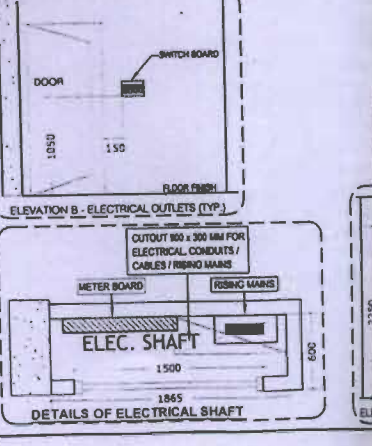 SWITCH BOARD
DOOR
1050
150
FLOOR FINISH
ELEVATION B - ELECTRICAL OUTLETS (TYP.)
CUTOUT 900 x 300 MM FOR
ELECTRICAL CONDUITS /
CABLES / RISING MAINS
METER BOARD
RISING MAINS
ELEC. SHAFT
1500
600
1865
DETAILS OF ELECTRICAL SHAFT